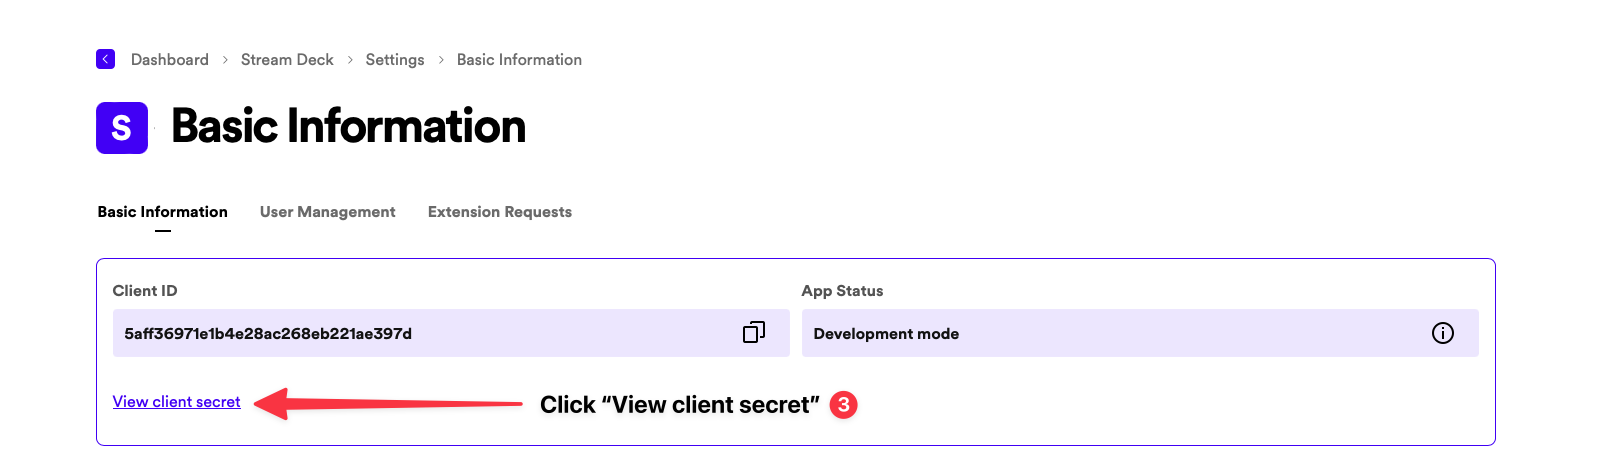 Dashboard > Stream Deck > Settings > Basic Information
S Basic Information
Basic Information User Management Extension Requests
Client ID App Status
5aff36971e1b4e28ac268eb221ae397d Development mode
View client secret Click “View client secret” 3